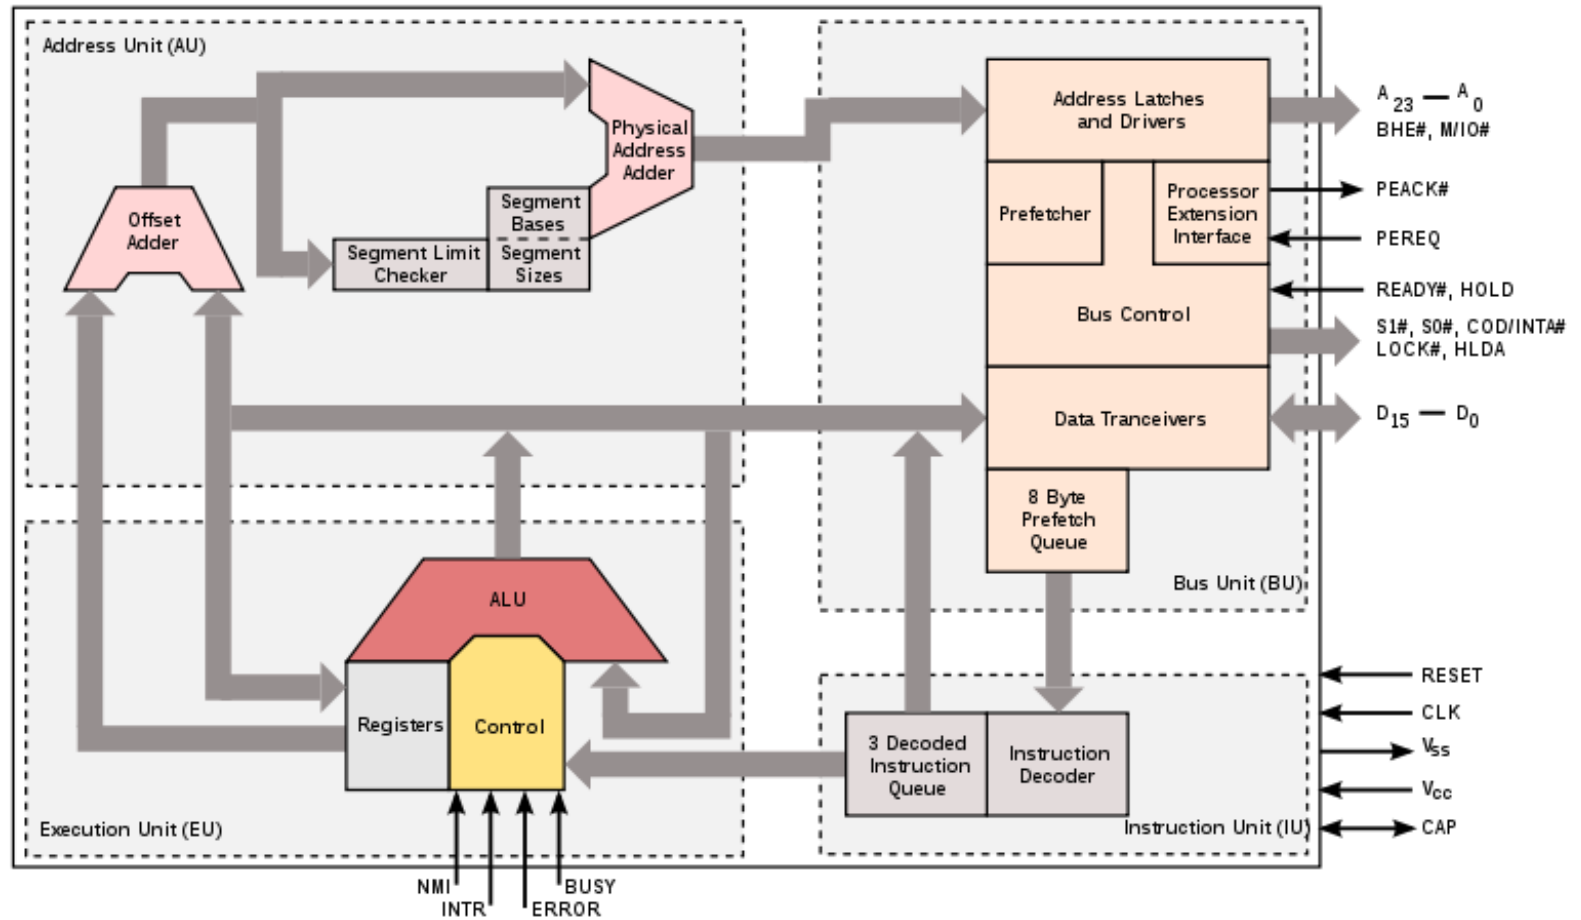 Address Unit (AU)
Offset
Adder
Segment Limit
Checker
Segment
Bases
Segment
Sizes
Physical
Address
Adder
Address Latches
and Drivers
Prefetcher
Processor
Extension
Interface
Bus Control
Data Tranceivers
8 Byte
Prefetch
Queue
Bus Unit (BU)
A23 — A0
BHE#, M/IO#
PEACK#
PEREQ
READY#, HOLD
S1#, S0#, COD/INTA#
LOCK#, HLDA
D15 — D0
ALU
Registers
Control
Execution Unit (EU)
NMI
INTR
BUSY
ERROR
3 Decoded
Instruction
Queue
Instruction
Decoder
Instruction Unit (IU)
RESET
CLK
Vss
Vcc
CAP